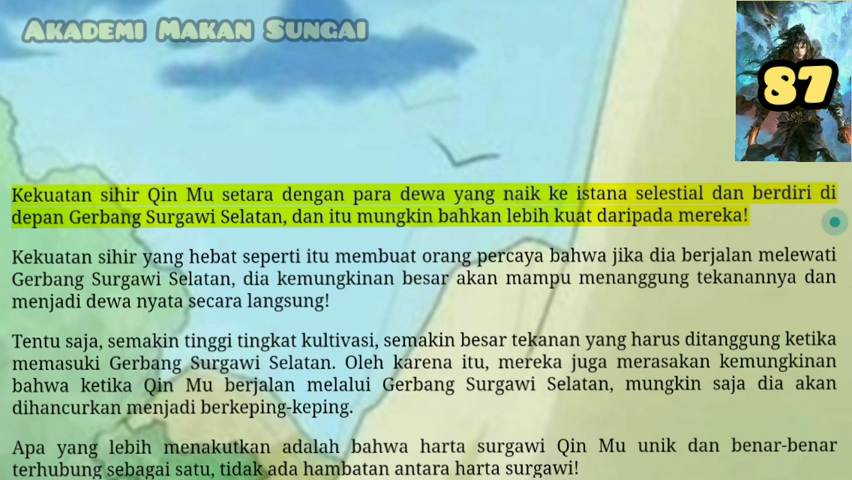 Akademi Makan Sungai
87
Kekuatan sihir Qin Mu setara dengan para dewa yang naik ke istana selestial dan berdiri di
depan Gerbang Surgawi Selatan, dan itu mungkin bahkan lebih kuat daripada mereka!
Kekuatan sihir yang hebat seperti itu membuat orang percaya bahwa jika dia berjalan melewati
Gerbang Surgawi Selatan, dia kemungkinan besar akan mampu menanggung tekanannya dan
menjadi dewa nyata secara langsung!
Tentu saja, semakin tinggi tingkat kultivasi, semakin besar tekanan yang harus ditanggung ketika
memasuki Gerbang Surgawi Selatan. Oleh karena itu, mereka juga merasakan kemungkinan
bahwa ketika Qin Mu berjalan melalui Gerbang Surgawi Selatan, mungkin saja dia akan
dihancurkan menjadi berkeping-keping.
Apa yang lebih menakutkan adalah bahwa harta surgawi Qin Mu unik dan benar-benar
terhubung sebagai satu, tidak ada hambatan antara harta surgawi!